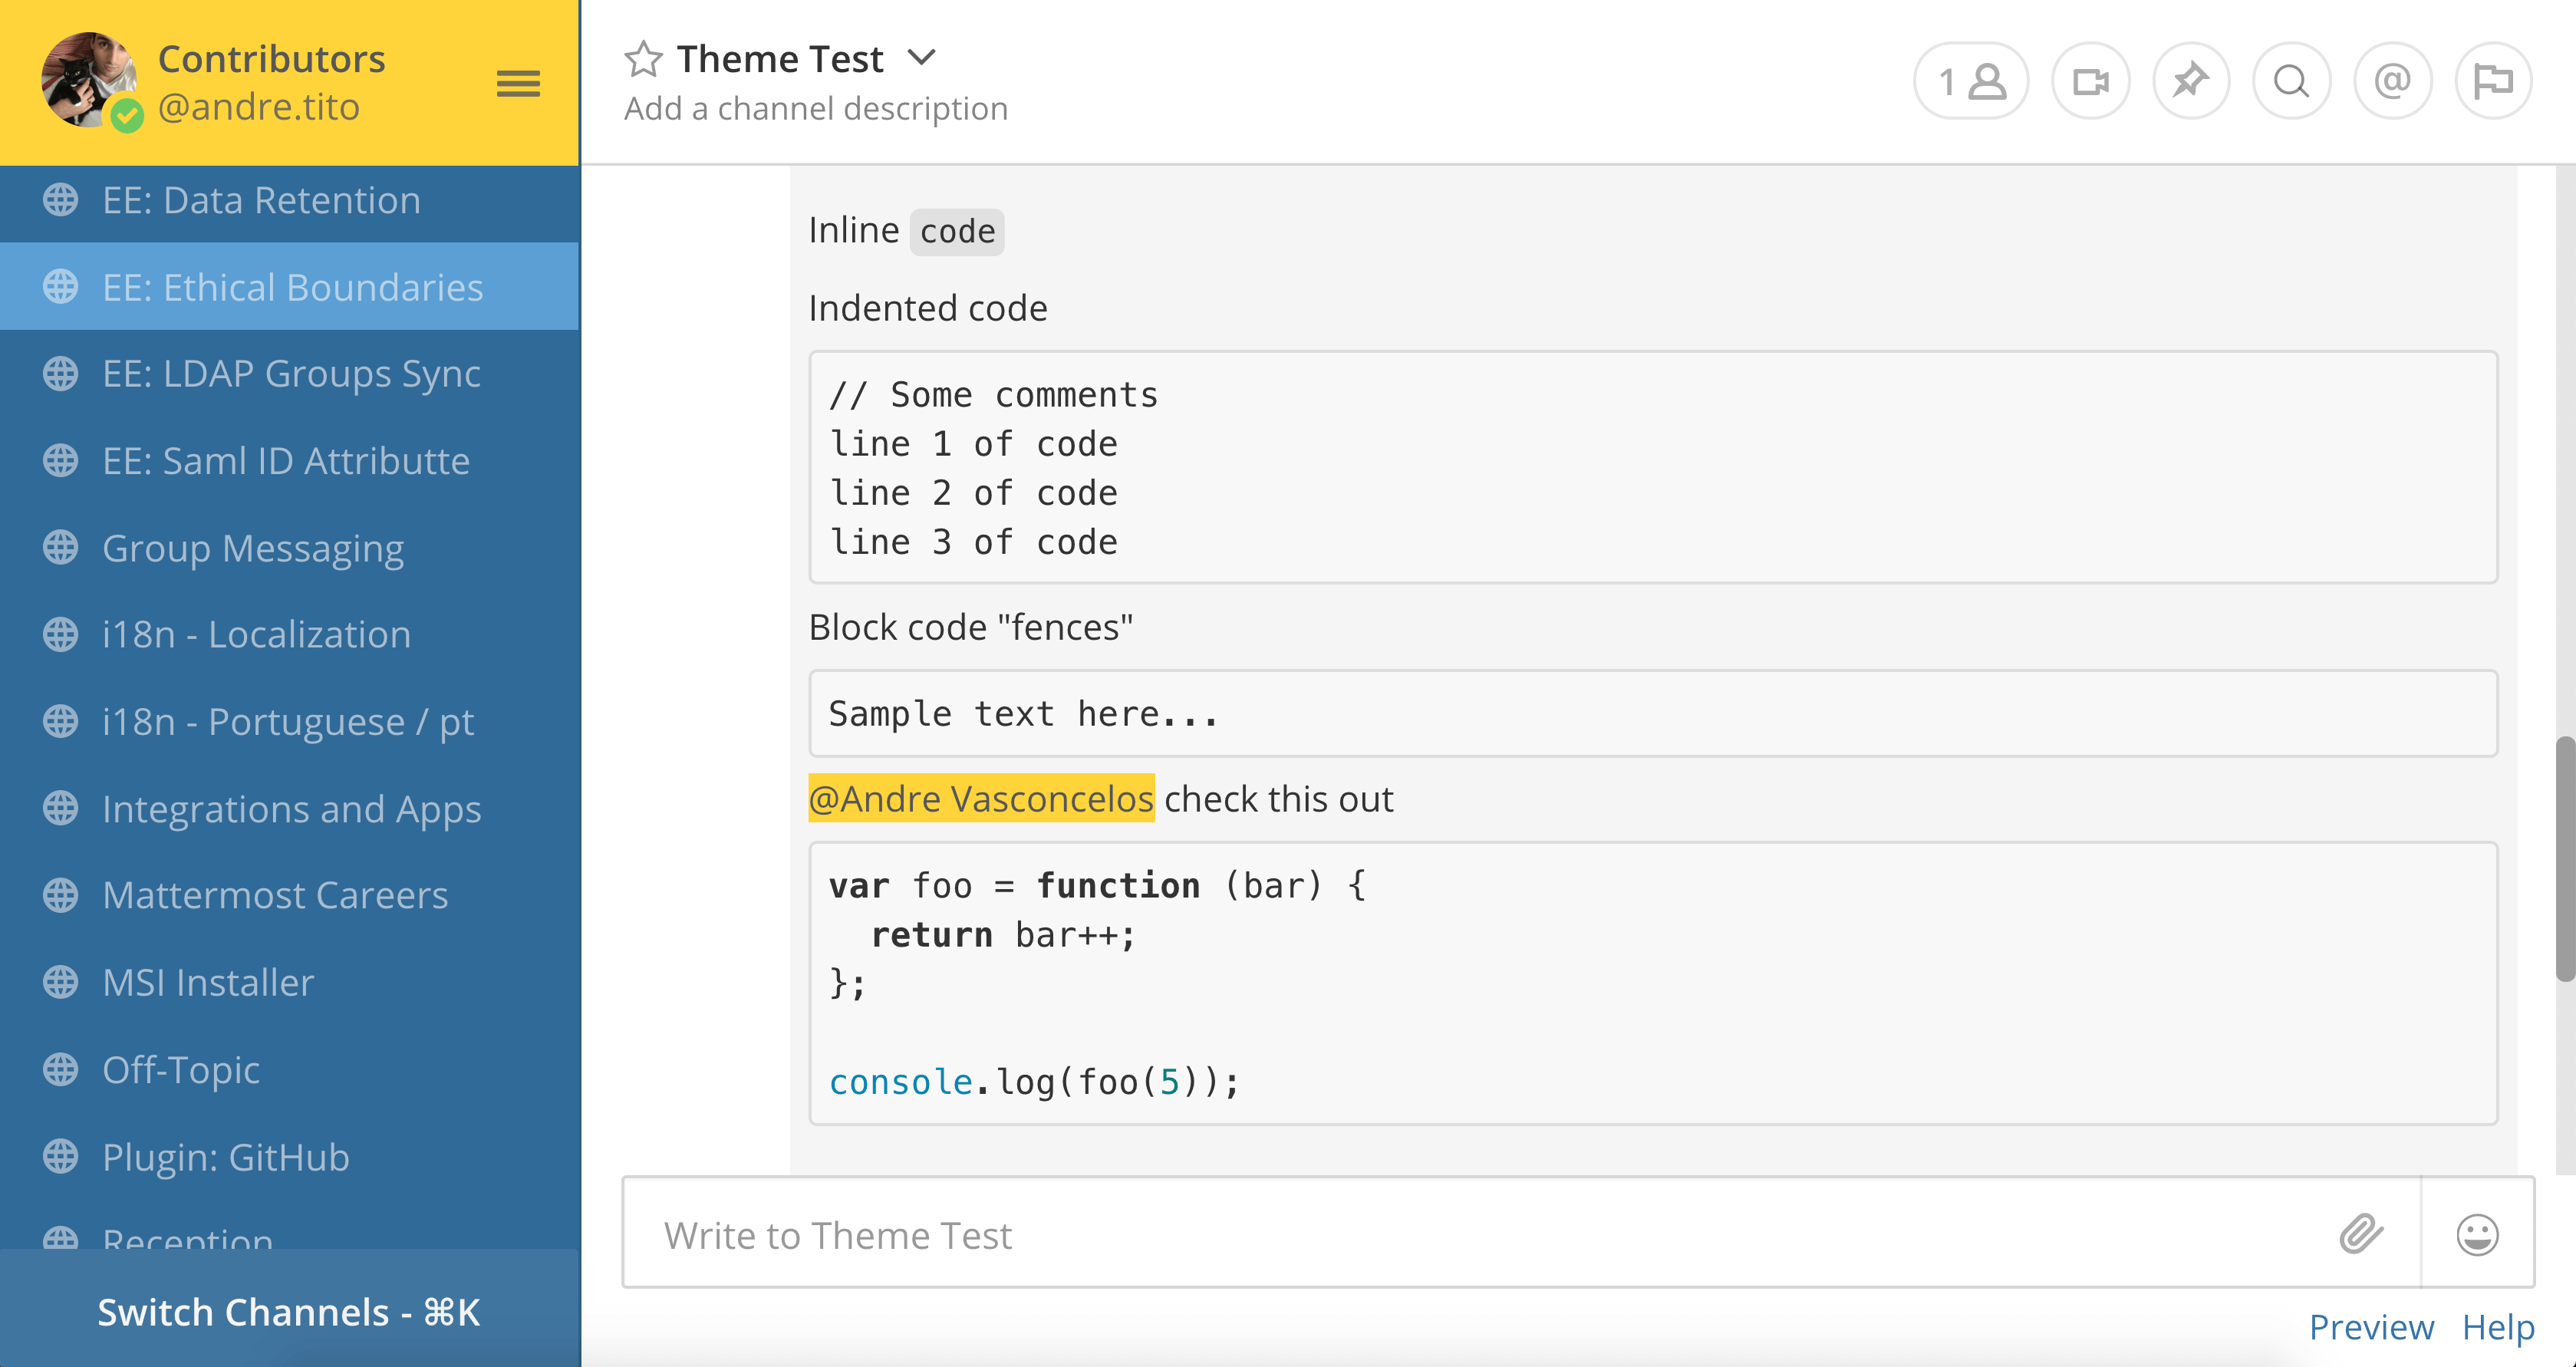 Contributors
@andre.tito
EE: Data Retention
EE: Ethical Boundaries
EE: LDAP Groups Sync
EE: Saml ID Attributte
Group Messaging
i18n - Localization
i18n - Portuguese / pt
Integrations and Apps
Mattermost Careers
MSI Installer
Off-Topic
Plugin: GitHub
Reception
Switch Channels - ⌘K
Theme Test
Add a channel description
1
@
Inline code
Indented code
// Some comments
line 1 of code
line 2 of code
line 3 of code
Block code "fences"
Sample text here...
@Andre Vasconcelos check this out
var foo = function (bar) {
  return bar++;
};
console.log(foo(5));
Write to Theme Test
Preview Help